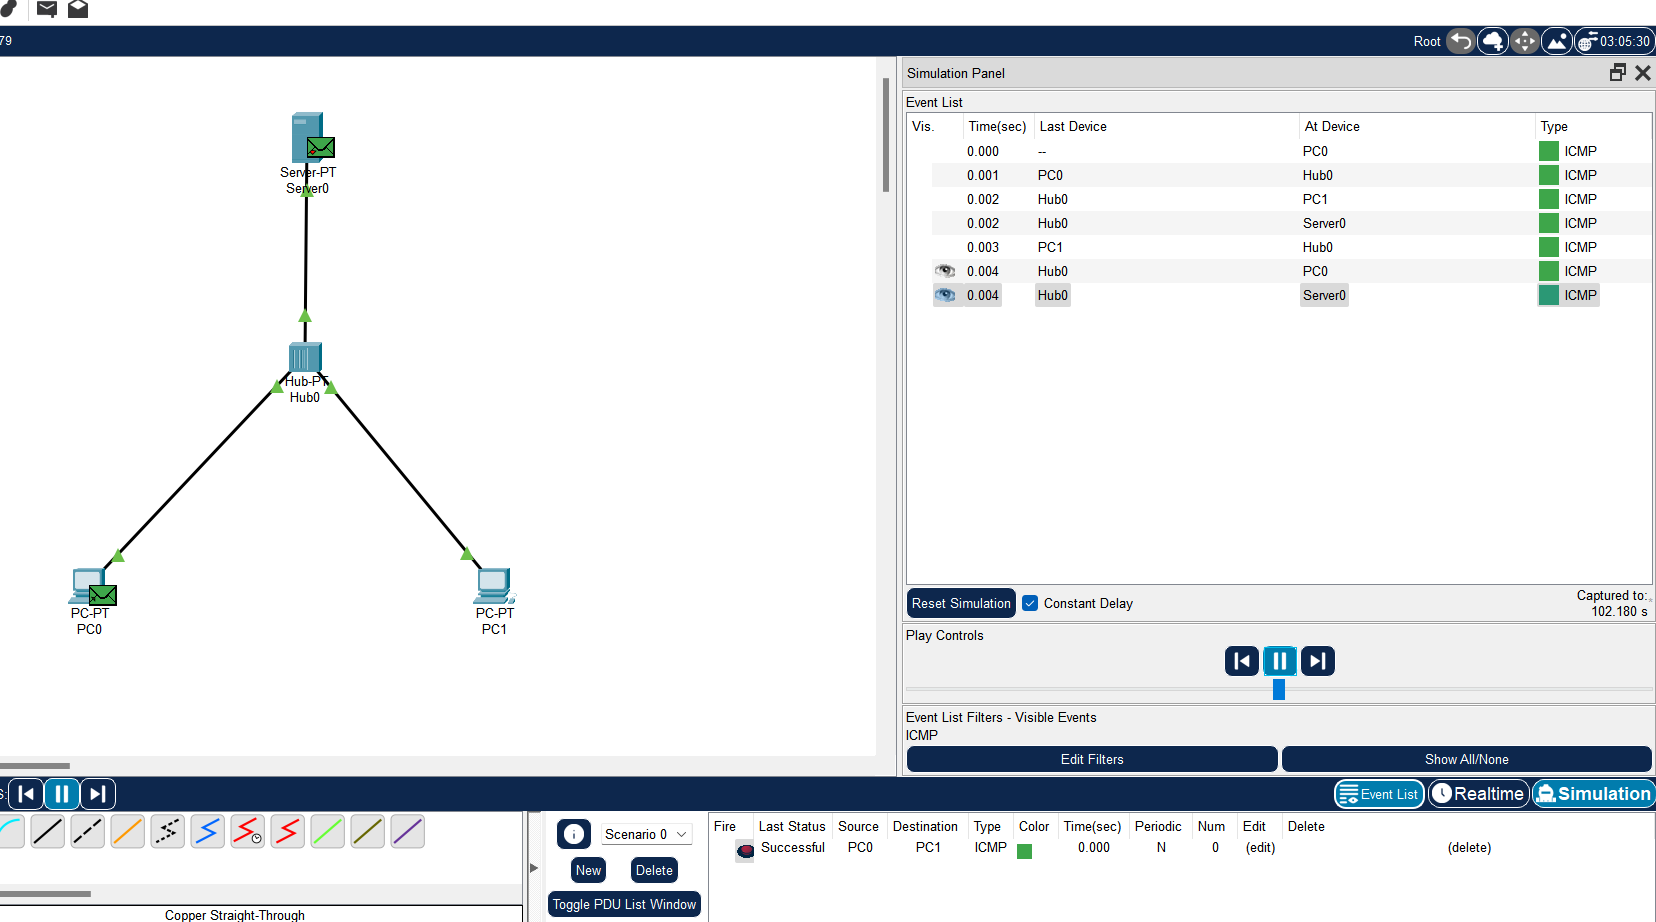 79
Root
03:05:30
Server-PT
Server0
Hub-PT
Hub0
PC-PT
PC0
PC-PT
PC1
Simulation Panel
Event List
Vis. Time(sec) Last Device At Device Type
0.000 -- PC0 ICMP
0.001 PC0 Hub0 ICMP
0.002 Hub0 PC1 ICMP
0.002 Hub0 Server0 ICMP
0.003 PC1 Hub0 ICMP
0.004 Hub0 PC0 ICMP
0.004 Hub0 Server0 ICMP
Reset Simulation Constant Delay
Captured to:
102.180 s
Play Controls
Event List Filters - Visible Events
ICMP
Edit Filters Show All/None
S:
Event List Realtime Simulation
Scenario 0
New Delete
Toggle PDU List Window
Fire Last Status Source Destination Type Color Time(sec) Periodic Num Edit Delete
Successful PC0 PC1 ICMP 0.000 N 0 (edit) (delete)
Copper Straight-Through